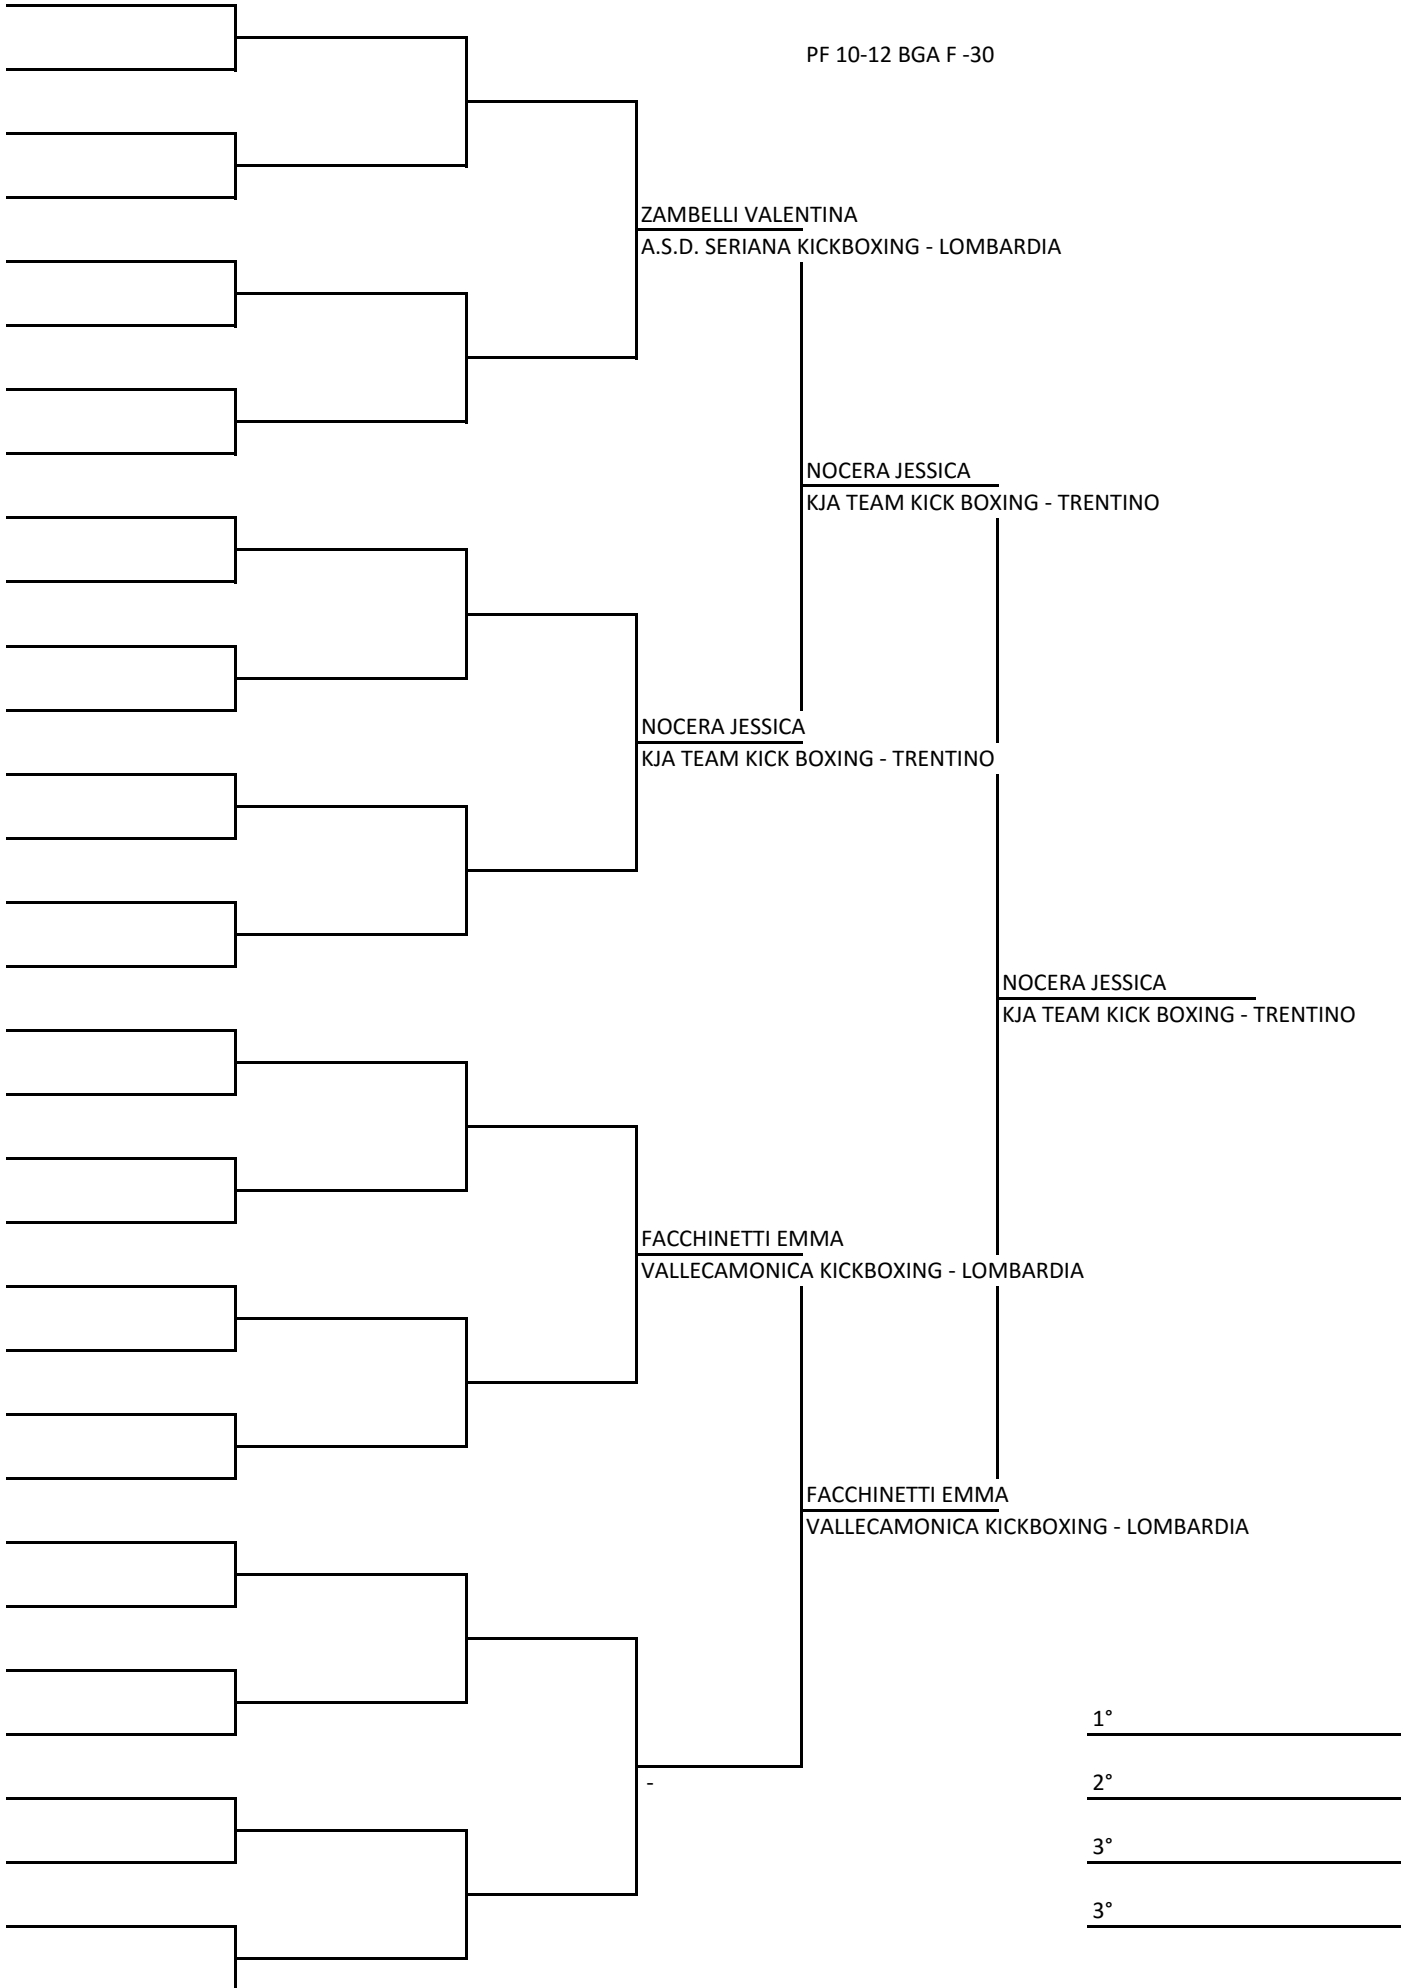 PF 10-12 BGA F -30
ZAMBELLI VALENTINA
A.S.D. SERIANA KICKBOXING - LOMBARDIA
NOCERA JESSICA
KJA TEAM KICK BOXING - TRENTINO
NOCERA JESSICA
KJA TEAM KICK BOXING - TRENTINO
NOCERA JESSICA
KJA TEAM KICK BOXING - TRENTINO
FACCHINETTI EMMA
VALLECAMONICA KICKBOXING - LOMBARDIA
FACCHINETTI EMMA
VALLECAMONICA KICKBOXING - LOMBARDIA
1°
-
2°
3°
3°